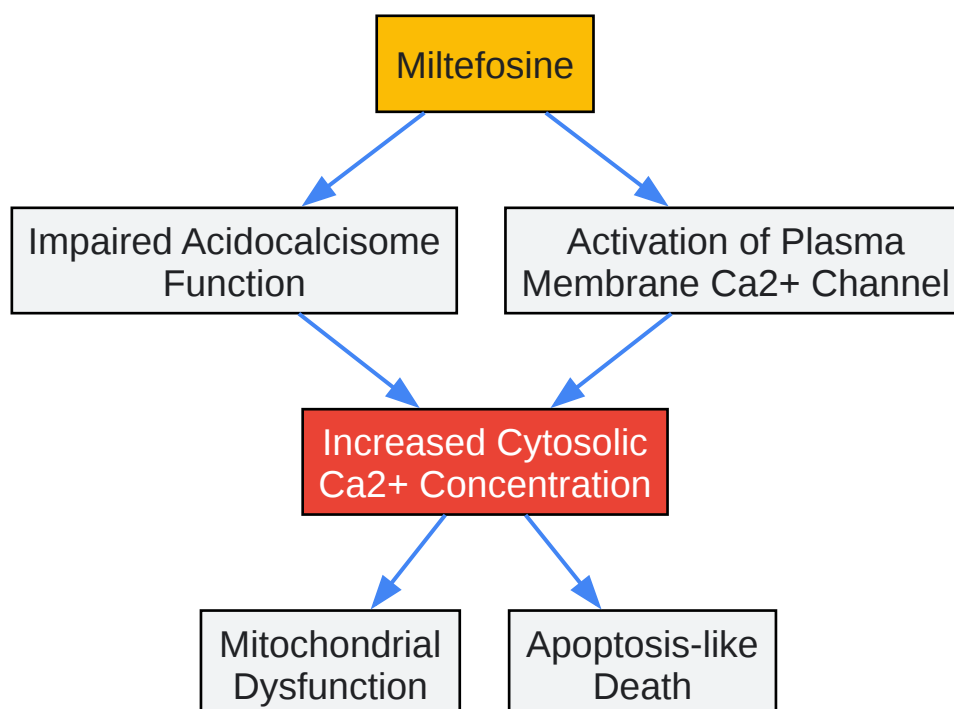 Miltefosine
Impaired Acidocalcisome
Function
Activation of Plasma
Membrane Ca2+ Channel
Increased Cytosolic
Ca2+ Concentration
Mitochondrial
Dysfunction
Apoptosis-like
Death